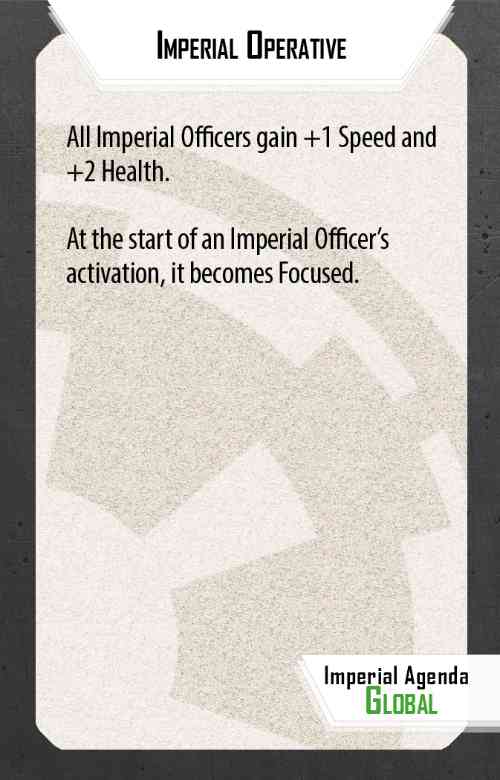 Imperial Operative
All Imperial Officers gain +1 Speed and
+2 Health.
At the start of an Imperial Officer’s
activation, it becomes Focused.
Imperial Agenda
Global